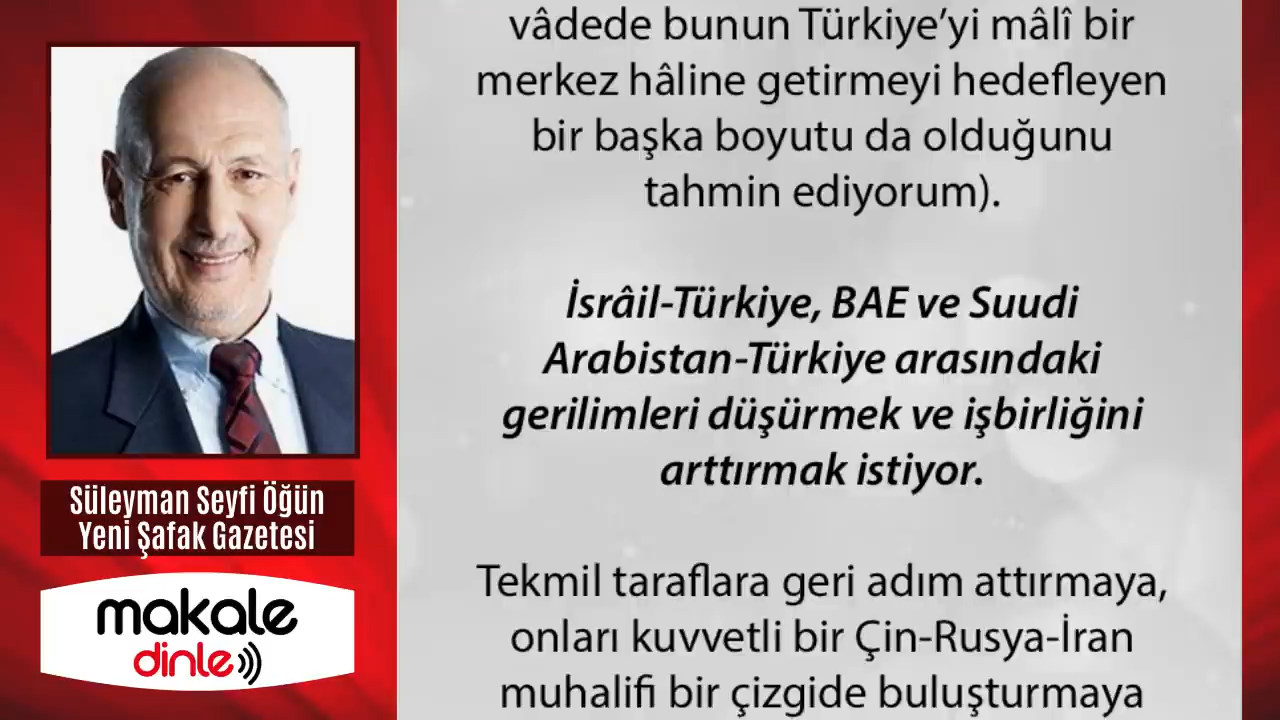 vâdede bunun Türkiye’yi mâlî bir
merkez hâline getirmeyi hedefleyen
bir başka boyutu da olduğunu
tahmin ediyorum).
İsrâil-Türkiye, BAE ve Suudi
Arabistan-Türkiye arasındaki
gerilimleri düşürmek ve işbirliğini
arttırmak istiyor.
Tekmil taraflara geri adım attırmaya,
onları kuvvetli bir Çin-Rusya-İran
muhalifi bir çizgide buluşturmaya
Süleyman Seyfi Öğün
Yeni Şafak Gazetesi
makale
dinle